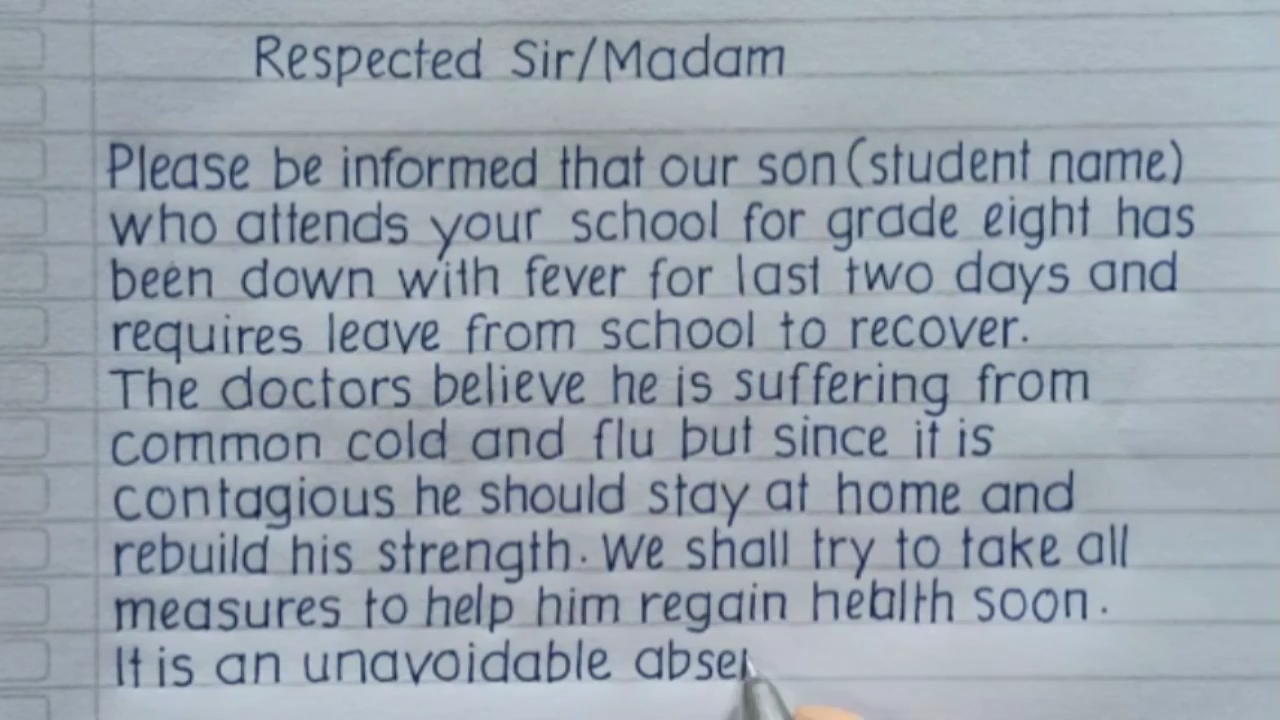 Respected Sir/Madam
Please be informed that our son (student name)
who attends your school for grade eight has
been down with fever for last two days and
requires leave from school to recover.
The doctors believe he is suffering from
common cold and flu but since it is
contagious he should stay at home and
rebuild his strength. We shall try to take all
measures to help him regain health soon.
It is an unavoidable